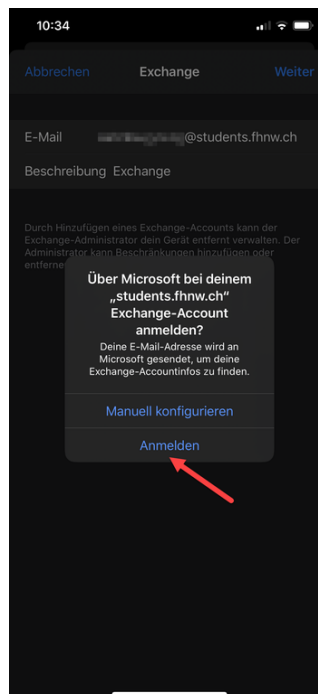 10:34
Abbrechen Exchange Weiter
E-Mail @students.fhnw.ch
Beschreibung Exchange
Durch Hinzufügen eines Exchange-Accounts kann der
Exchange-Administrator dein Gerät entfernt verwalten. Der
Administrator kann Beschränkungen hinzufügen oder
entferne
Über Microsoft bei deinem
„students.fhnw.ch"
Exchange-Account
anmelden?
Deine E-Mail-Adresse wird an
Microsoft gesendet, um deine
Exchange-Accountinfos zu finden.
Manuell konfigurieren
Anmelden